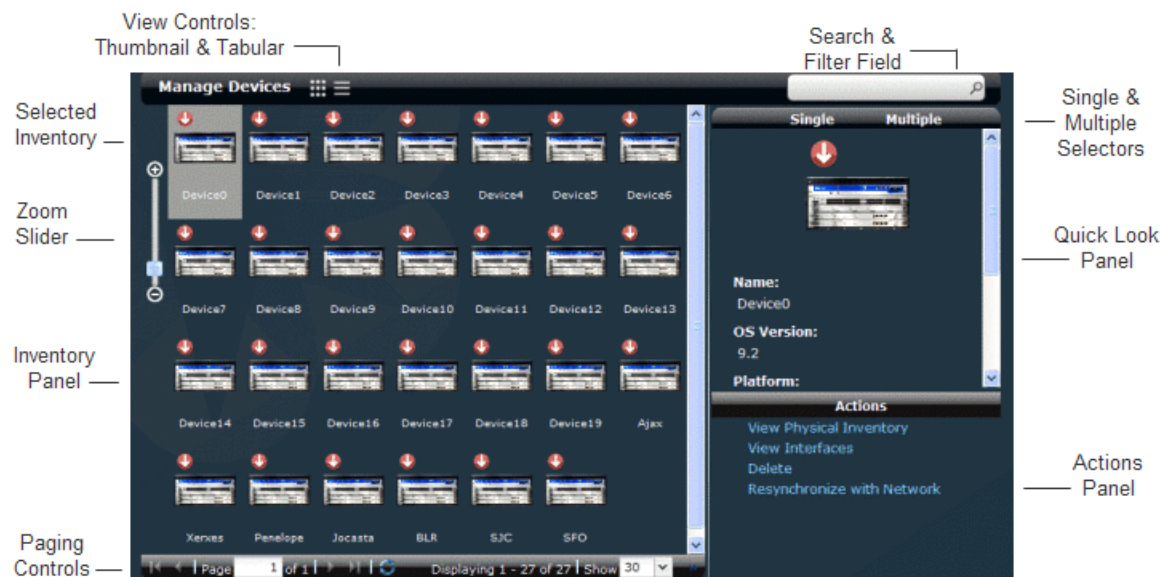 View Controls:
Thumbnail & Tabular
Search &
Filter Field
Manage Devices
Selected
Inventory
Single & 
Multiple
Selectors
Single Multiple
Device0 Device1 Device2 Device3 Device4 Device5 Device6
Zoom
Slider
Quick Look
Panel
Name:
Device0
Device7 Device8 Device9 Device10 Device11 Device12 Device13
OS Version:
9.2
Inventory
Panel
Platform:
Actions
Device14 Device15 Device16 Device17 Device18 Device19 Ajax
View Physical Inventory
View Interfaces
Delete
Resynchronize with Network
Actions
Panel
Xerxes Penelope Jocasta BLR SJC SFO
Paging
Controls
Page 1 of 1 Displaying 1 - 27 of 27 Show 30